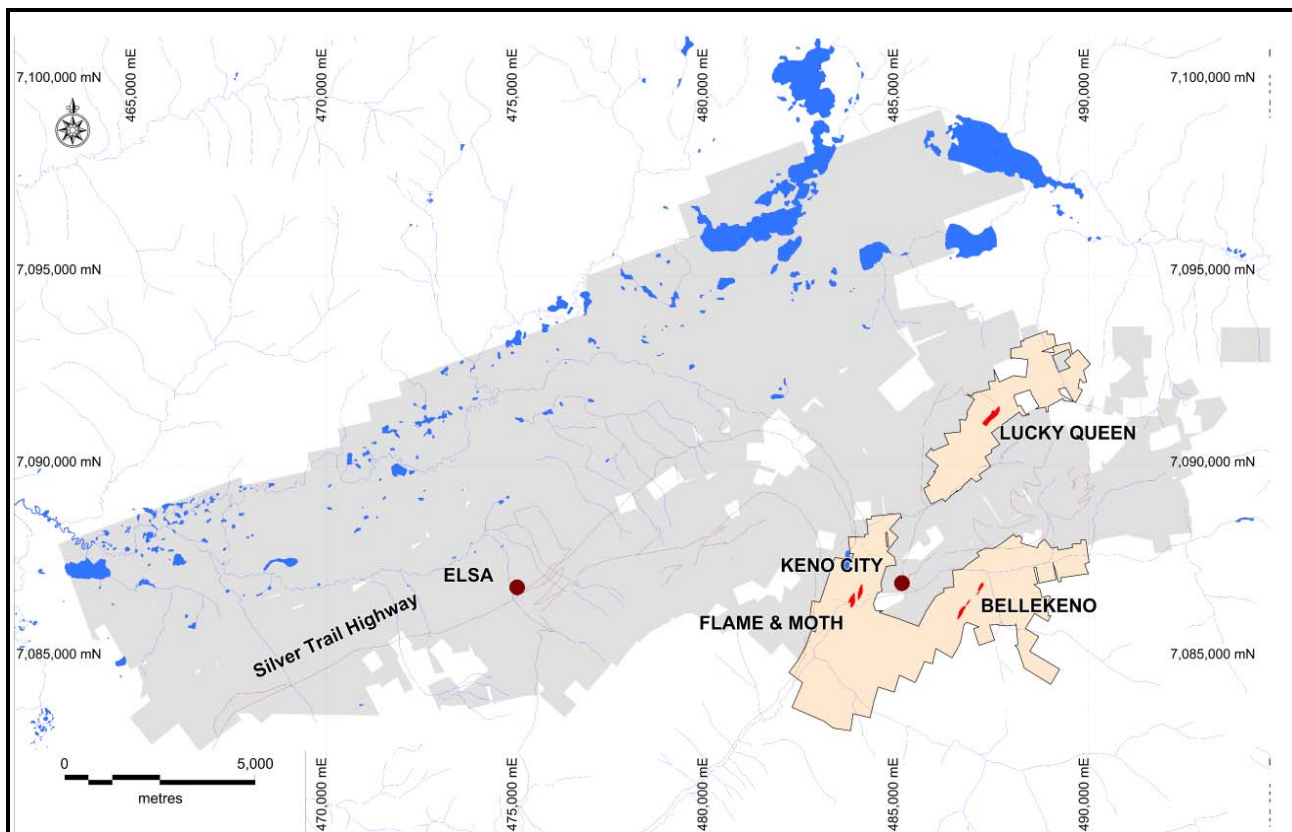 465,000 mE
470,000 mE
475,000 mE
480,000 mE
485,000 mE
490,000 mE
7,100,000 mN
7,100,000 mN
7,095,000 mN
7,095,000 mN
LUCKY QUEEN
7,090,000 mN
7,090,000 mN
KENO CITY
ELSA
BELLEKENO
FLAME & MOTH
Silver Trail Highway
7,085,000 mN
7,085,000 mN
0 5,000
metres
470,000 mE
475,000 mE
480,000 mE
485,000 mE
490,000 mE